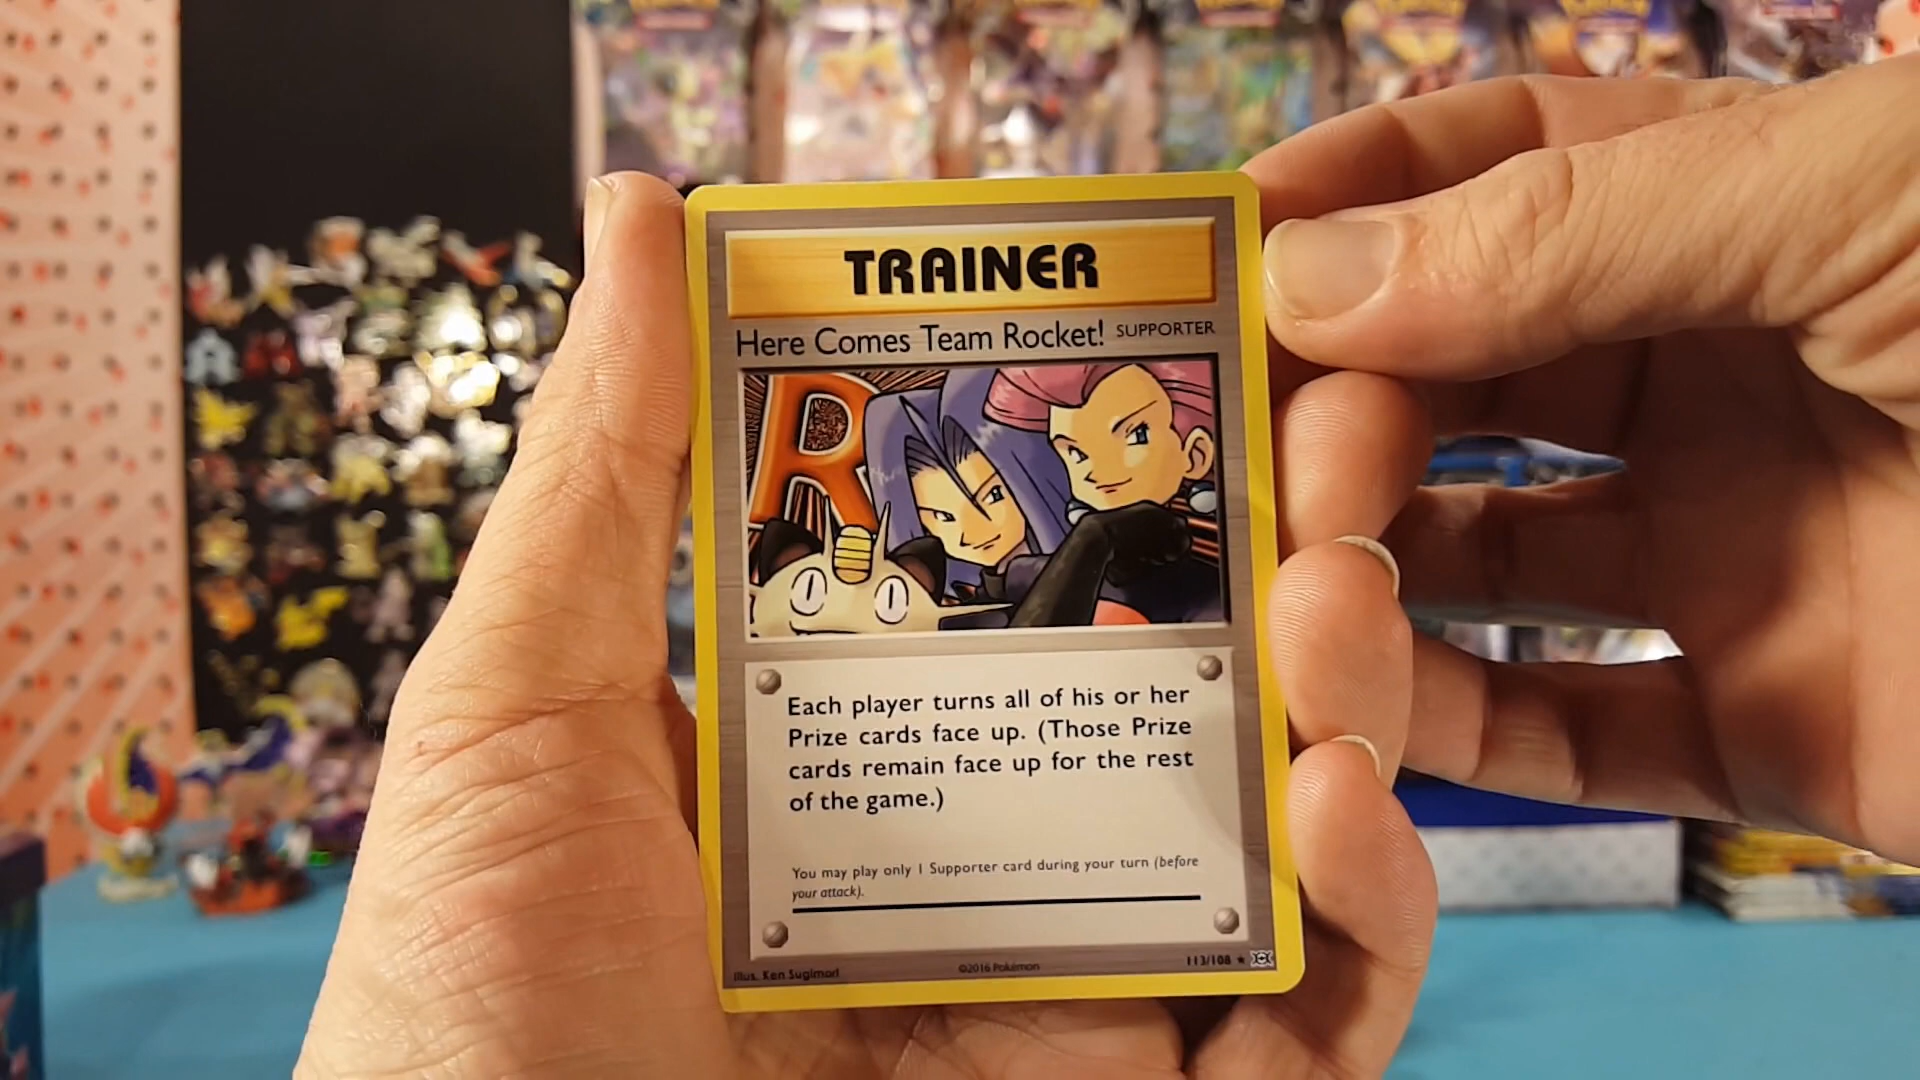 TRAINER
Here Comes Team Rocket! SUPPORTER
R
Each player turns all of his or her
Prize cards face up. (Those Prize
cards remain face up for the rest
of the game.)
You may play only 1 Supporter card during your turn (before
your attack).
Illus. Ken Sugimori ©2016 Pokémon 113/108